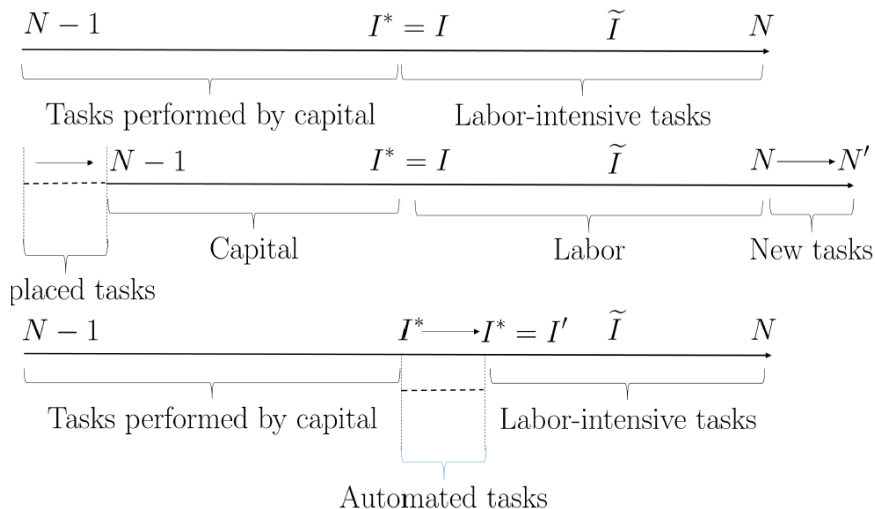 N − 1 I* = I Ĩ N
Tasks performed by capital Labor-intensive tasks
N − 1 I* = I Ĩ N N′
Capital Labor New tasks
placed tasks
N − 1 I* I* = I′ Ĩ N
Tasks performed by capital Labor-intensive tasks
Automated tasks